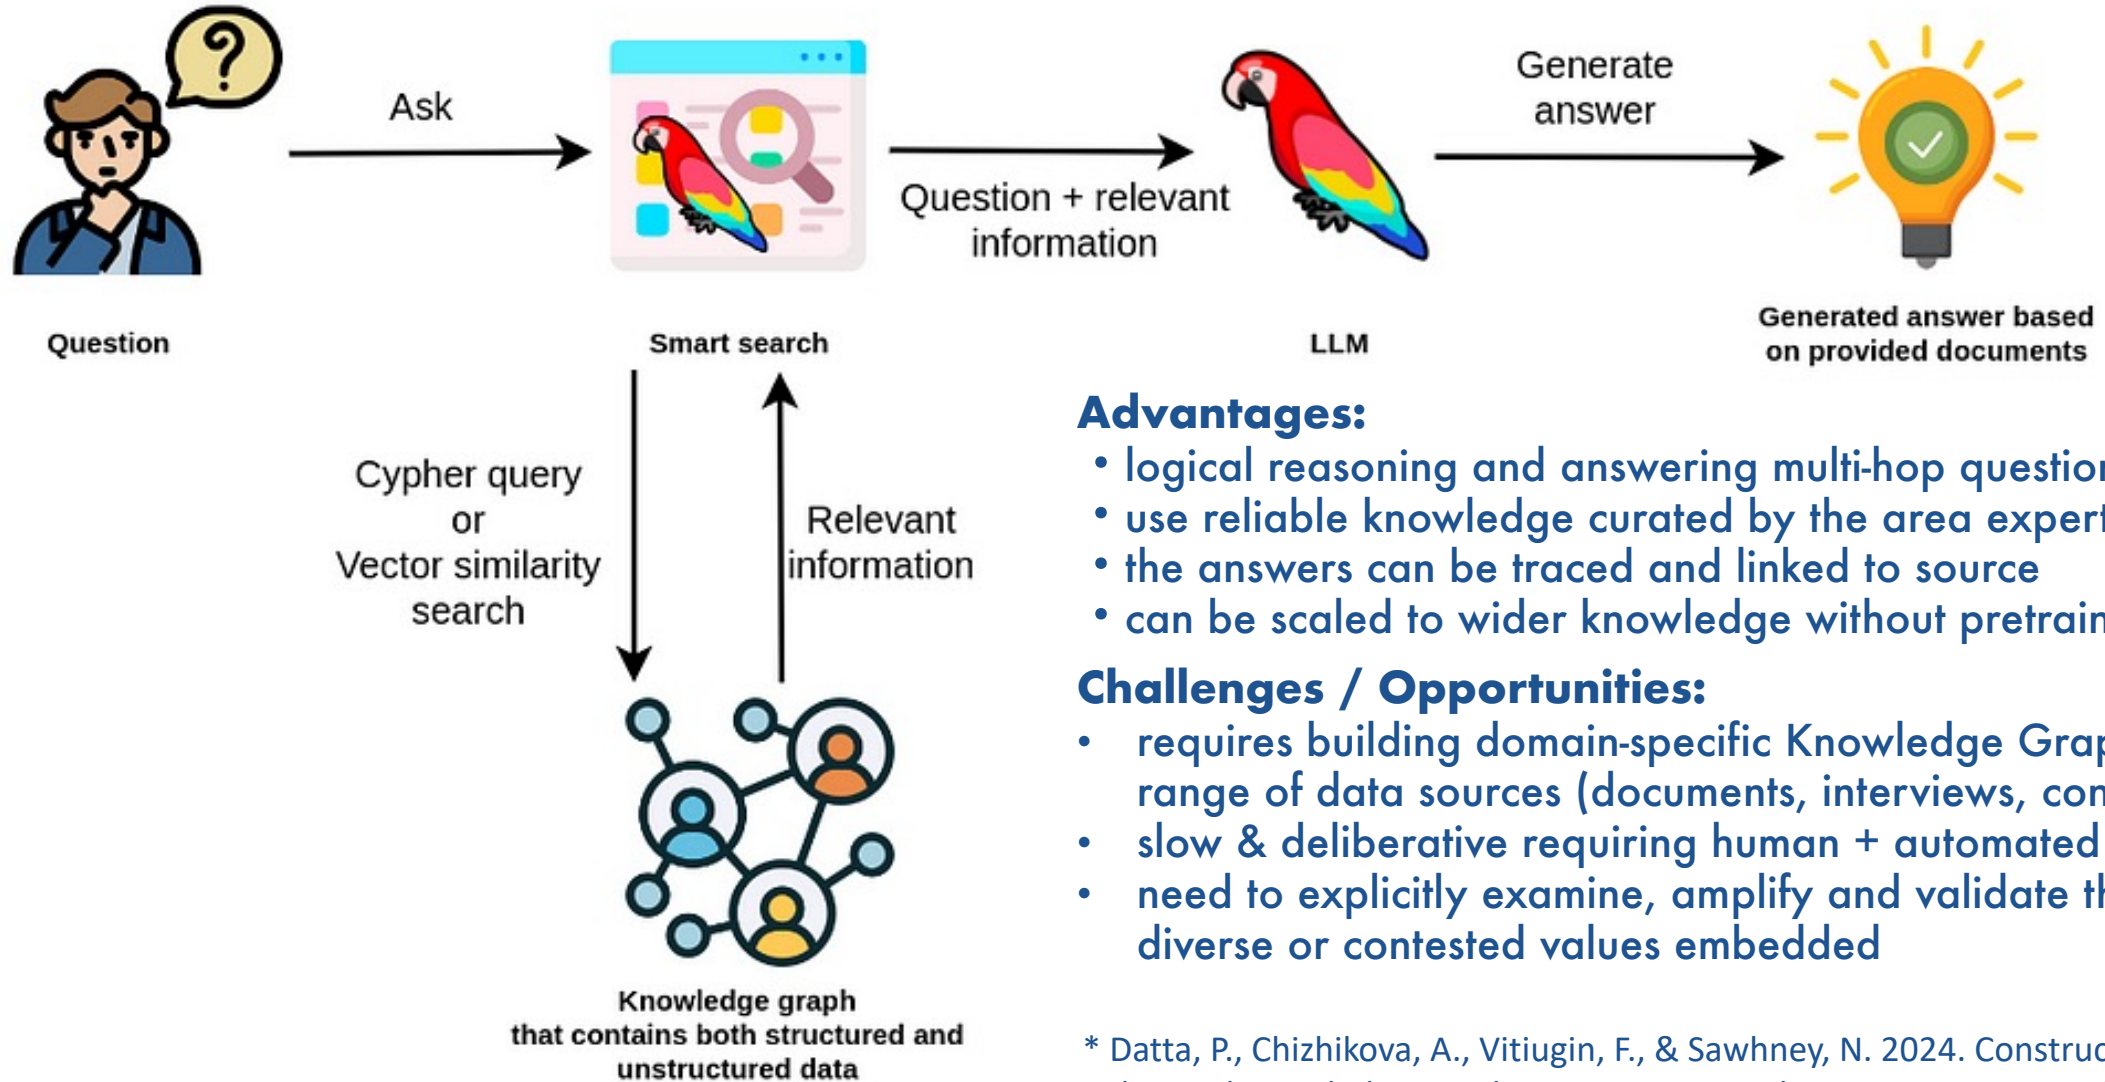 ?
Ask
Generate
answer
Question + relevant
information
Question
Smart search
LLM
Generated answer based
on provided documents
Cypher query
or
Vector similarity
search
Relevant
information
Knowledge graph
that contains both structured and
unstructured data
Advantages:
• logical reasoning and answering multi-hop question
• use reliable knowledge curated by the area expert
• the answers can be traced and linked to source
• can be scaled to wider knowledge without pretrain
Challenges / Opportunities:
• requires building domain-specific Knowledge Grap
range of data sources (documents, interviews, con
• slow & deliberative requiring human + automated
• need to explicitly examine, amplify and validate th
diverse or contested values embedded
* Datta, P., Chizhikova, A., Vitiugin, F., & Sawhney, N. 2024. Construc